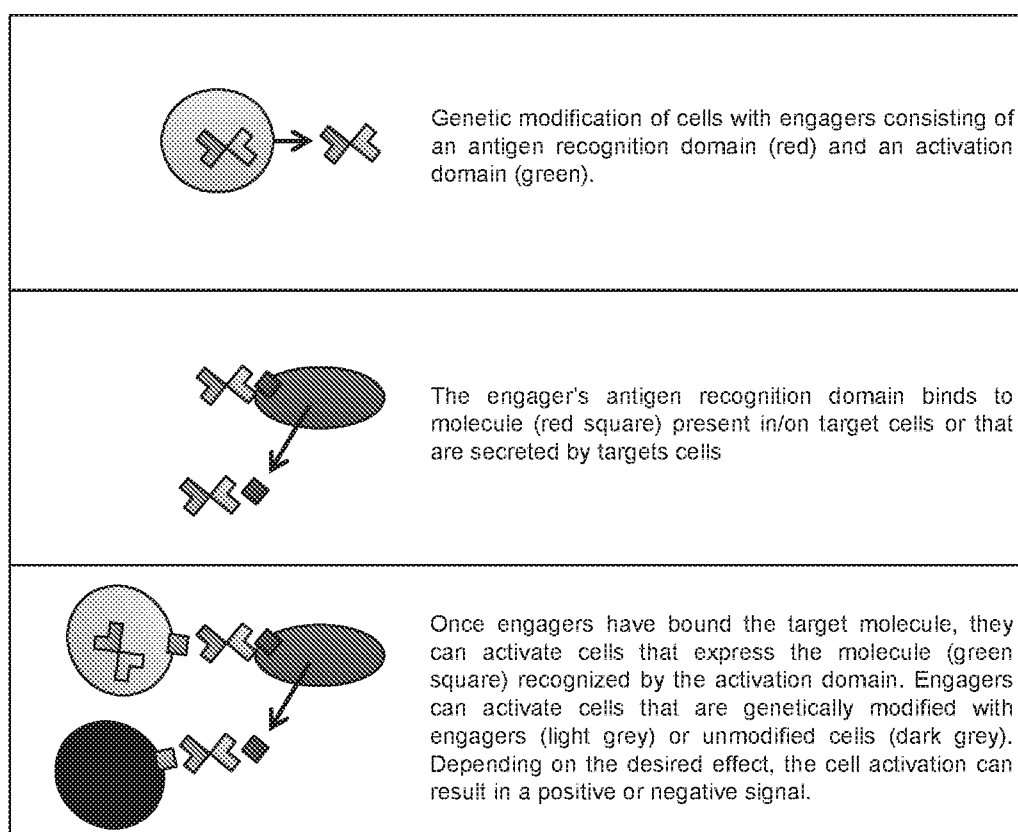 Genetic modification of cells with engagers consisting of
an antigen recognition domain (red) and an activation
domain (green).
The engager's antigen recognition domain binds to
molecule (red square) present in/on target cells or that
are secreted by targets cells
Once engagers have bound the target molecule, they
can activate cells that express the molecule (green
square) recognized by the activation domain. Engagers
can activate cells that are genetically modified with
engagers (light grey) or unmodified cells (dark grey).
Depending on the desired effect, the cell activation can
result in a positive or negative signal.